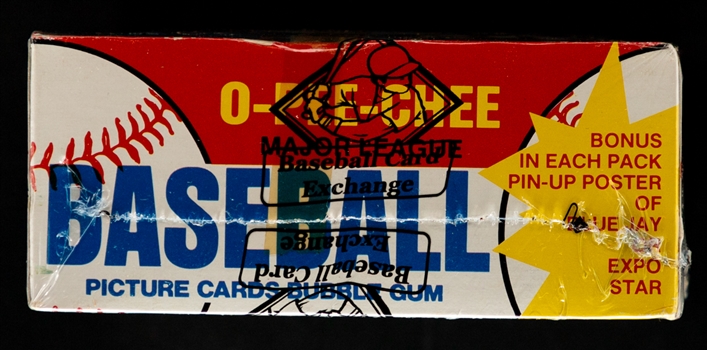 O-PEE-CHEE
MAJOR LEAGUE
Baseball Card
Exchange
BASEBALL
Exchange
Baseball Card
PICTURE CARDS-BUBBLE GUM
BONUS
IN EACH PACK
PIN-UP POSTER
OF
EXPO
STAR